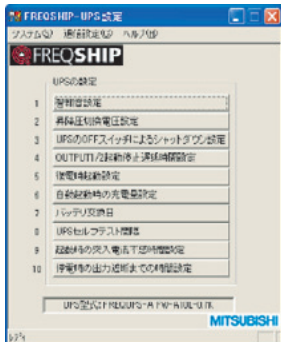 FREQSHIP-UPS設定
システム(S) 通信設定(U) ヘルプ(H)
FREQSHIP
UPSの設定
1 警報音設定
2 昇降圧切換電圧設定
3 UPSのOFFスイッチによるシャットダウン設定
4 OUTPUT1/2起動停止遅延時間設定
5 復電時起動設定
6 自動起動時の充電量設定
7 バッテリ交換日
8 UPSセルフテスト間隔
9 起動時の突入電流
10 停電時の出力遮断までの時間設定
UPS型式:FREQUPS-A
MITSUBISHI